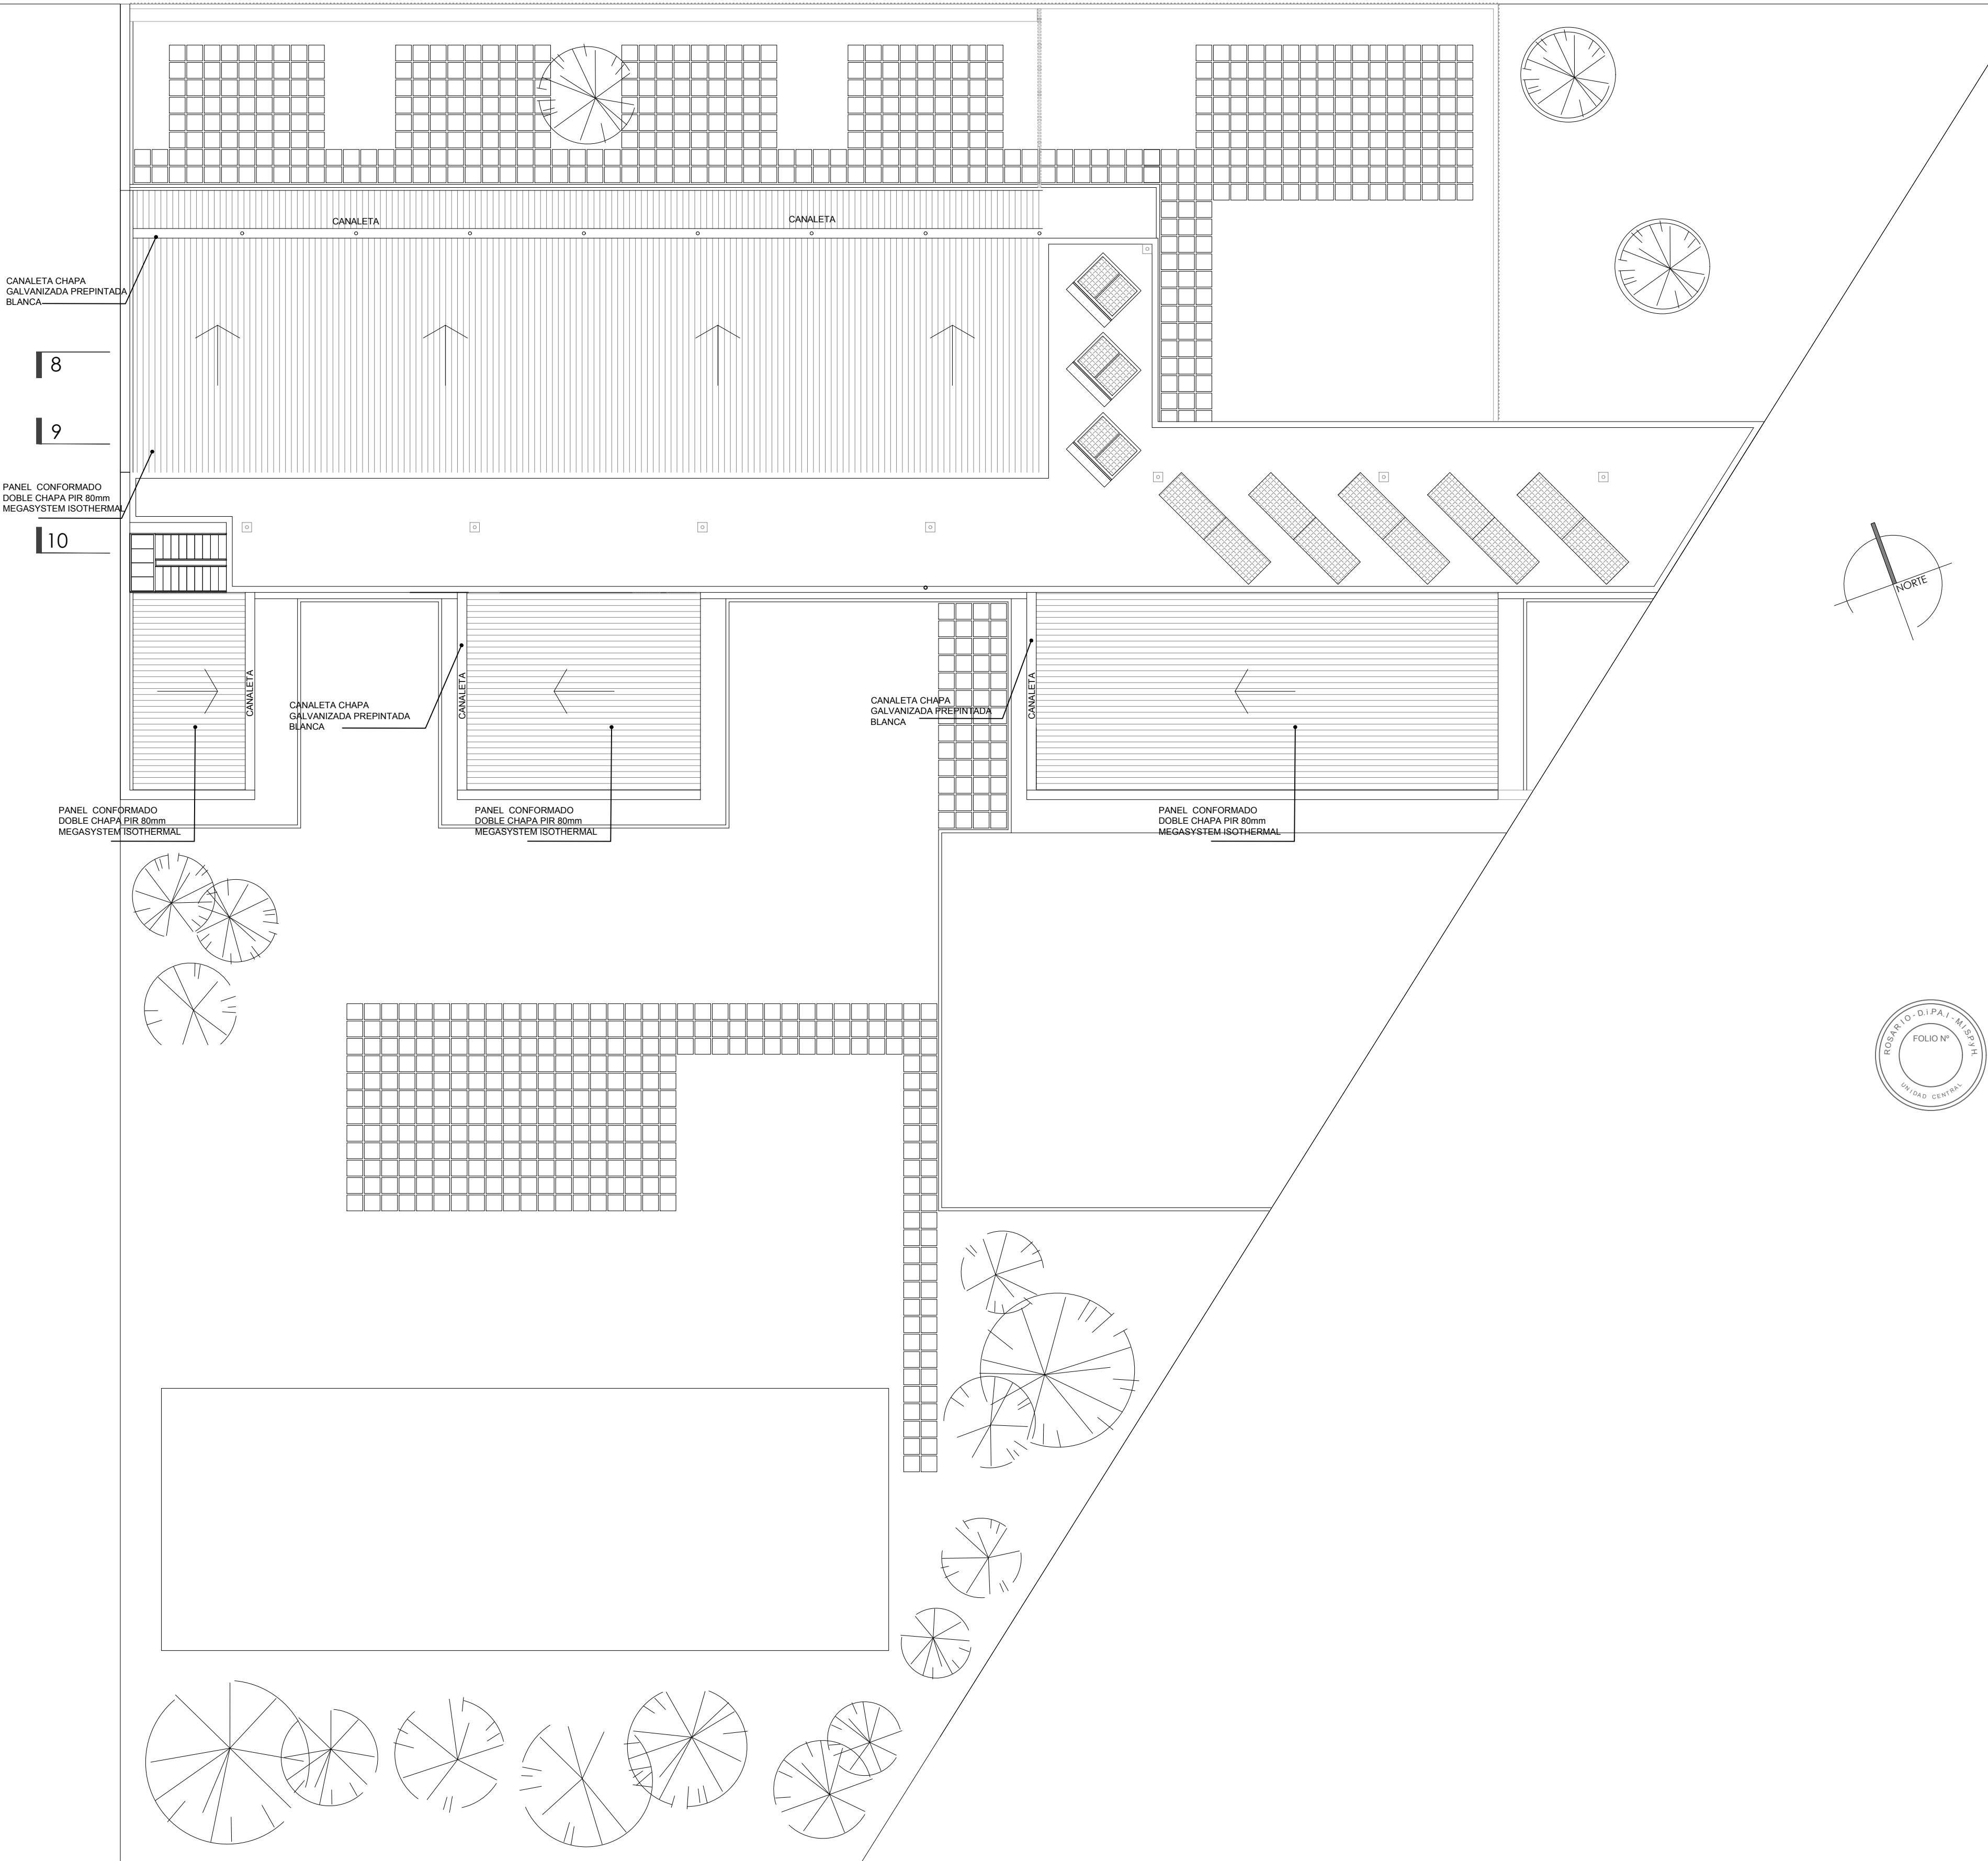 CANALETA
CANALETA
CANALETA CHAPA
GALVANIZADA PREPINTADA
BLANCA
8
9
PANEL CONFORMADO
DOBLE CHAPA PIR 80mm
MEGASYSTEM ISOTHERMAL
10
NORTE
CANALETA
CANALETA CHAPA
GALVANIZADA PREPINTADA
BLANCA
CANALETA
CANALETA CHAPA
GALVANIZADA PREPINTADA
BLANCA
CANALETA
PANEL CONFORMADO
DOBLE CHAPA PIR 80mm
MEGASYSTEM ISOTHERMAL
PANEL CONFORMADO
DOBLE CHAPA PIR 80mm
MEGASYSTEM ISOTHERMAL
PANEL CONFORMADO
DOBLE CHAPA PIR 80mm
MEGASYSTEM ISOTHERMAL
ROSARIO - D.i.P.A.I - M.I.S.P.yH.
FOLIO Nº
UNIDAD CENTRAL